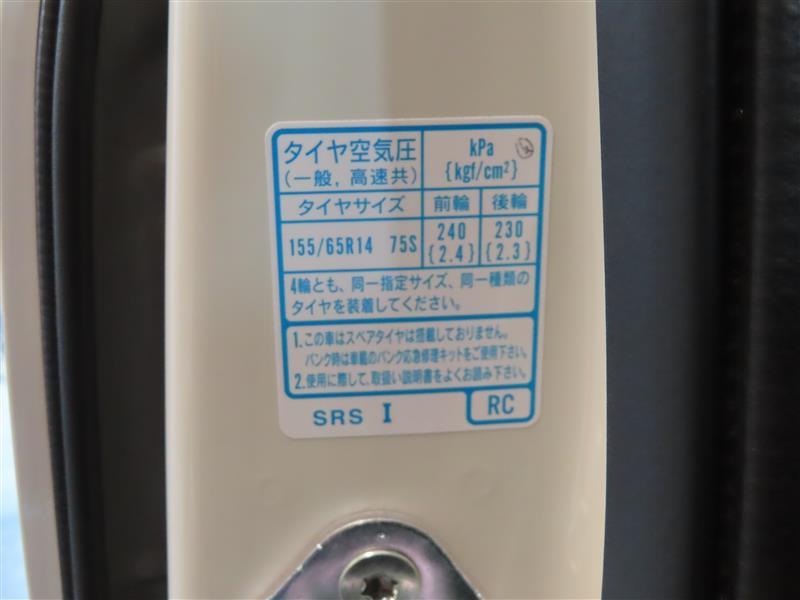 タイヤ空気圧
(一般, 高速共)
kPa
{kgf/cm²}
タイヤサイズ 前輪 後輪
155/65R14 75S 240 230
{2.4} {2.3}
4輪とも、同一指定サイズ、同一種類の
タイヤを装着してください。
1.この車はスペアタイヤは搭載しておりません。
パンク時は車載のパンク応急修理キットをご使用下さい。
2.使用に際して、取扱い説明書をよくお読み下さい。
SRS I RC